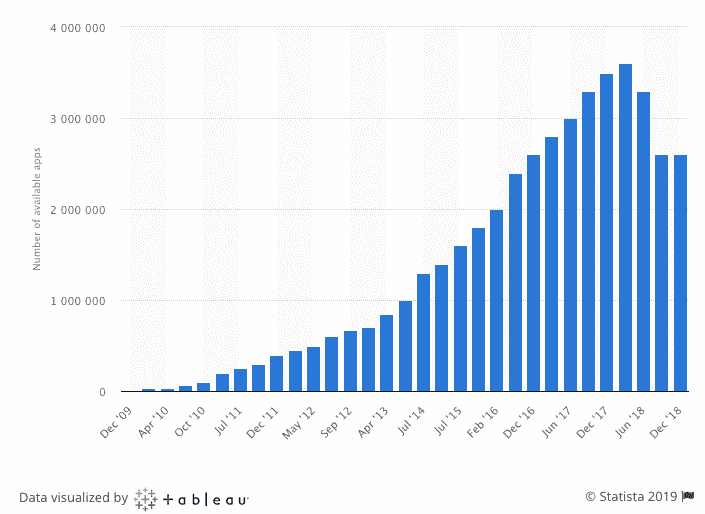 4 000 000
3 000 000
2 000 000
1 000 000
0
Number of available apps
Dec '09
Apr '10
Oct '10
Jul '11
Dec '11
May '12
Sep '12
Apr '13
Jul '14
Jul '15
Feb '16
Dec '16
Jun '17
Dec '17
Jun '18
Dec '18
Data visualized by +ableau
© Statista 2019